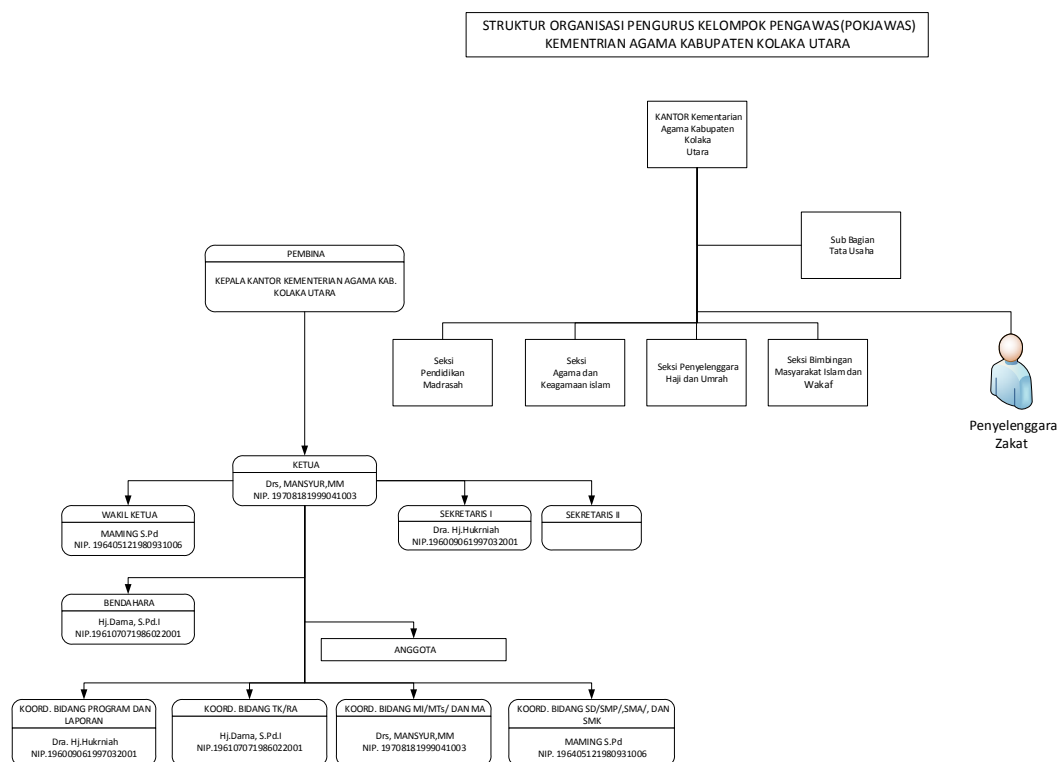 STRUKTUR ORGANISASI PENGURUS KELOMPOK PENGAWAS(POKJAWAS)
KEMENTRIAN AGAMA KABUPATEN KOLAKA UTARA
KANTOR Kementarian
Agama Kabupaten
Kolaka
Utara
Sub Bagian
Tata Usaha
PEMBINA
KEPALA KANTOR KEMENTERIAN AGAMA KAB.
KOLAKA UTARA
Seksi
Pendidikan
Madrasah
Seksi
Agama dan
Keagamaan islam
Seksi Penyelenggara
Haji dan Umrah
Seksi Bimbingan
Masyarakat Islam dan
Wakaf
Penyelenggara
Zakat
KETUA
Drs, MANSYUR,MM
NIP. 19708181999041003
WAKIL KETUA
MAMING S.Pd
NIP. 196405121980931006
SEKRETARIS I
Dra. Hj.Hukrniah
NIP.196009061997032001
SEKRETARIS II
BENDAHARA
Hj.Dama, S.Pd.I
NIP.196107071986022001
ANGGOTA
KOORD. BIDANG PROGRAM DAN
LAPORAN
Dra. Hj.Hukrniah
NIP.196009061997032001
KOORD. BIDANG TK/RA
Hj.Dama, S.Pd.I
NIP.196107071986022001
KOORD. BIDANG MI/MTs/ DAN MA
Drs, MANSYUR,MM
NIP. 19708181999041003
KOORD. BIDANG SD/SMP/,SMA/, DAN
SMK
MAMING S.Pd
NIP. 196405121980931006